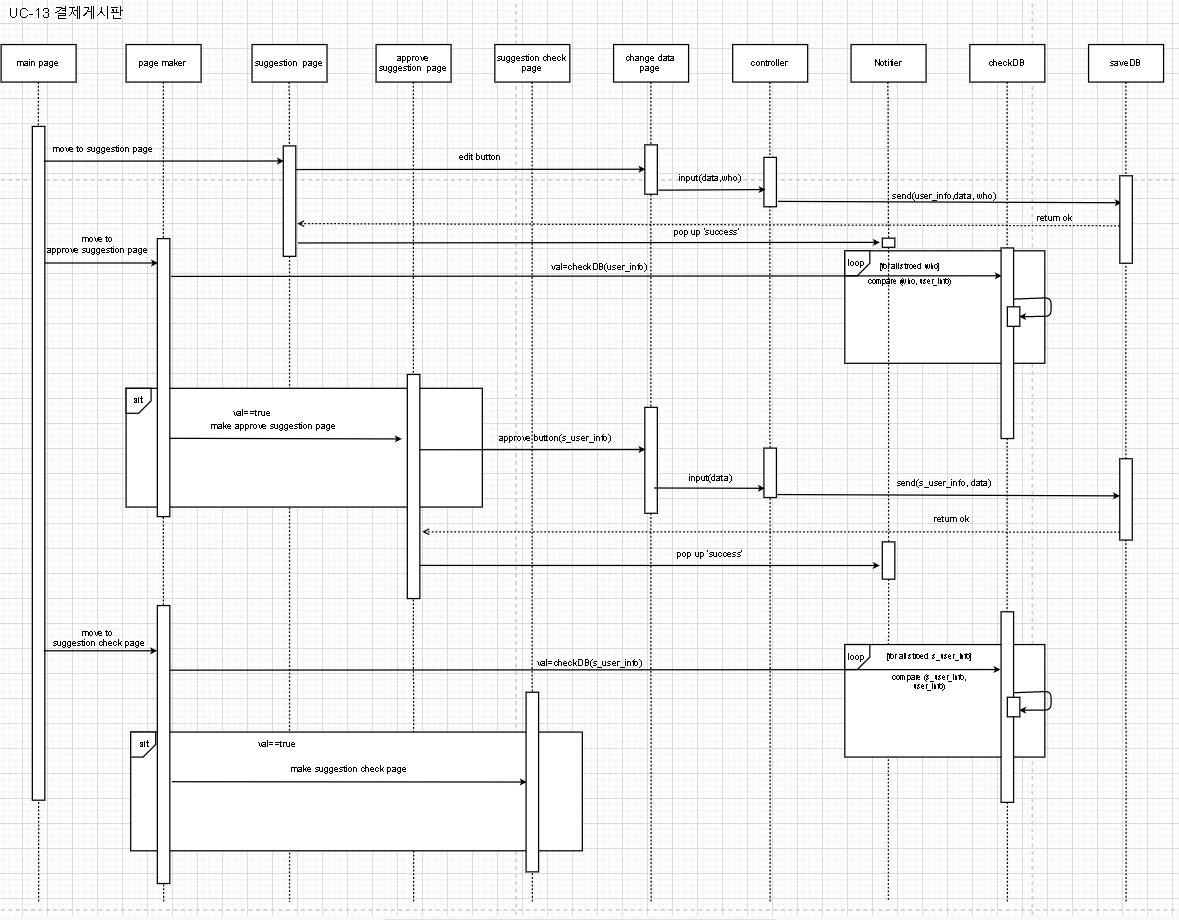 UC-13 결제게시판
main page
page maker
suggestion page
approve
suggestion page
suggestion check
page
change data
page
controller
Notifier
checkDB
saveDB
move to suggestion page
edit button
input(data,who)
send(user_info,data, who)
return ok
pop up 'success'
move to
approve suggestion page
val=checkDB(user_info)
loop
[for all stroed who]
compare (who, user_info)
alt
val==true
make approve suggestion page
approve button(s_user_info)
input(data)
send(s_user_info, data)
return ok
pop up 'success'
move to
suggestion check page
val=checkDB(s_user_info)
loop
[for all stroed s_user_info]
compare (s_user_info,
user_info)
alt
val==true
make suggestion check page